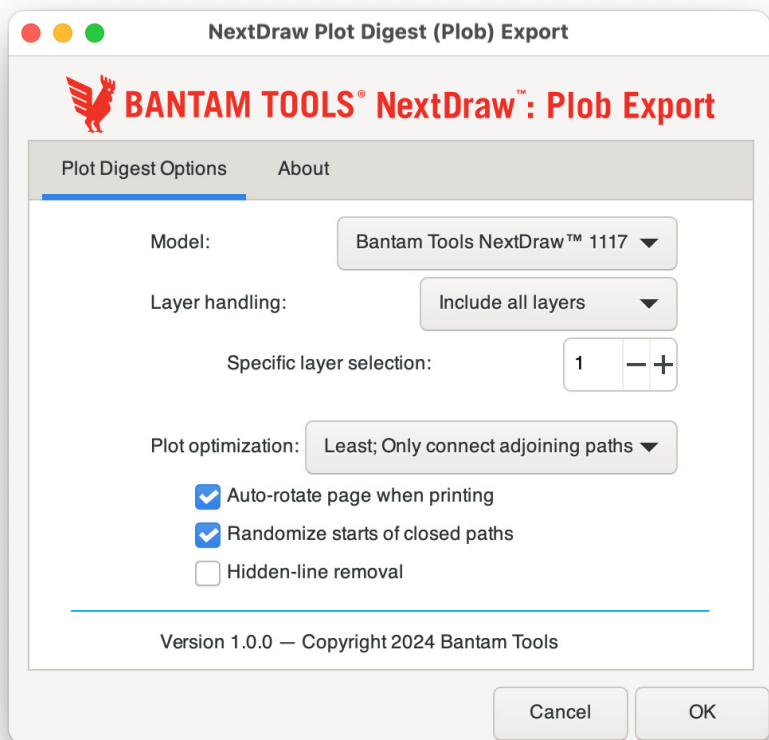 NextDraw Plot Digest (Plob) Export
BANTAM TOOLS® NextDraw™: Plob Export
Plot Digest Options About
Model: Bantam Tools NextDraw™ 1117
Layer handling: Include all layers
Specific layer selection: 1
Plot optimization: Least; Only connect adjoining paths
Auto-rotate page when printing
Randomize starts of closed paths
Hidden-line removal
Version 1.0.0 — Copyright 2024 Bantam Tools
Cancel OK